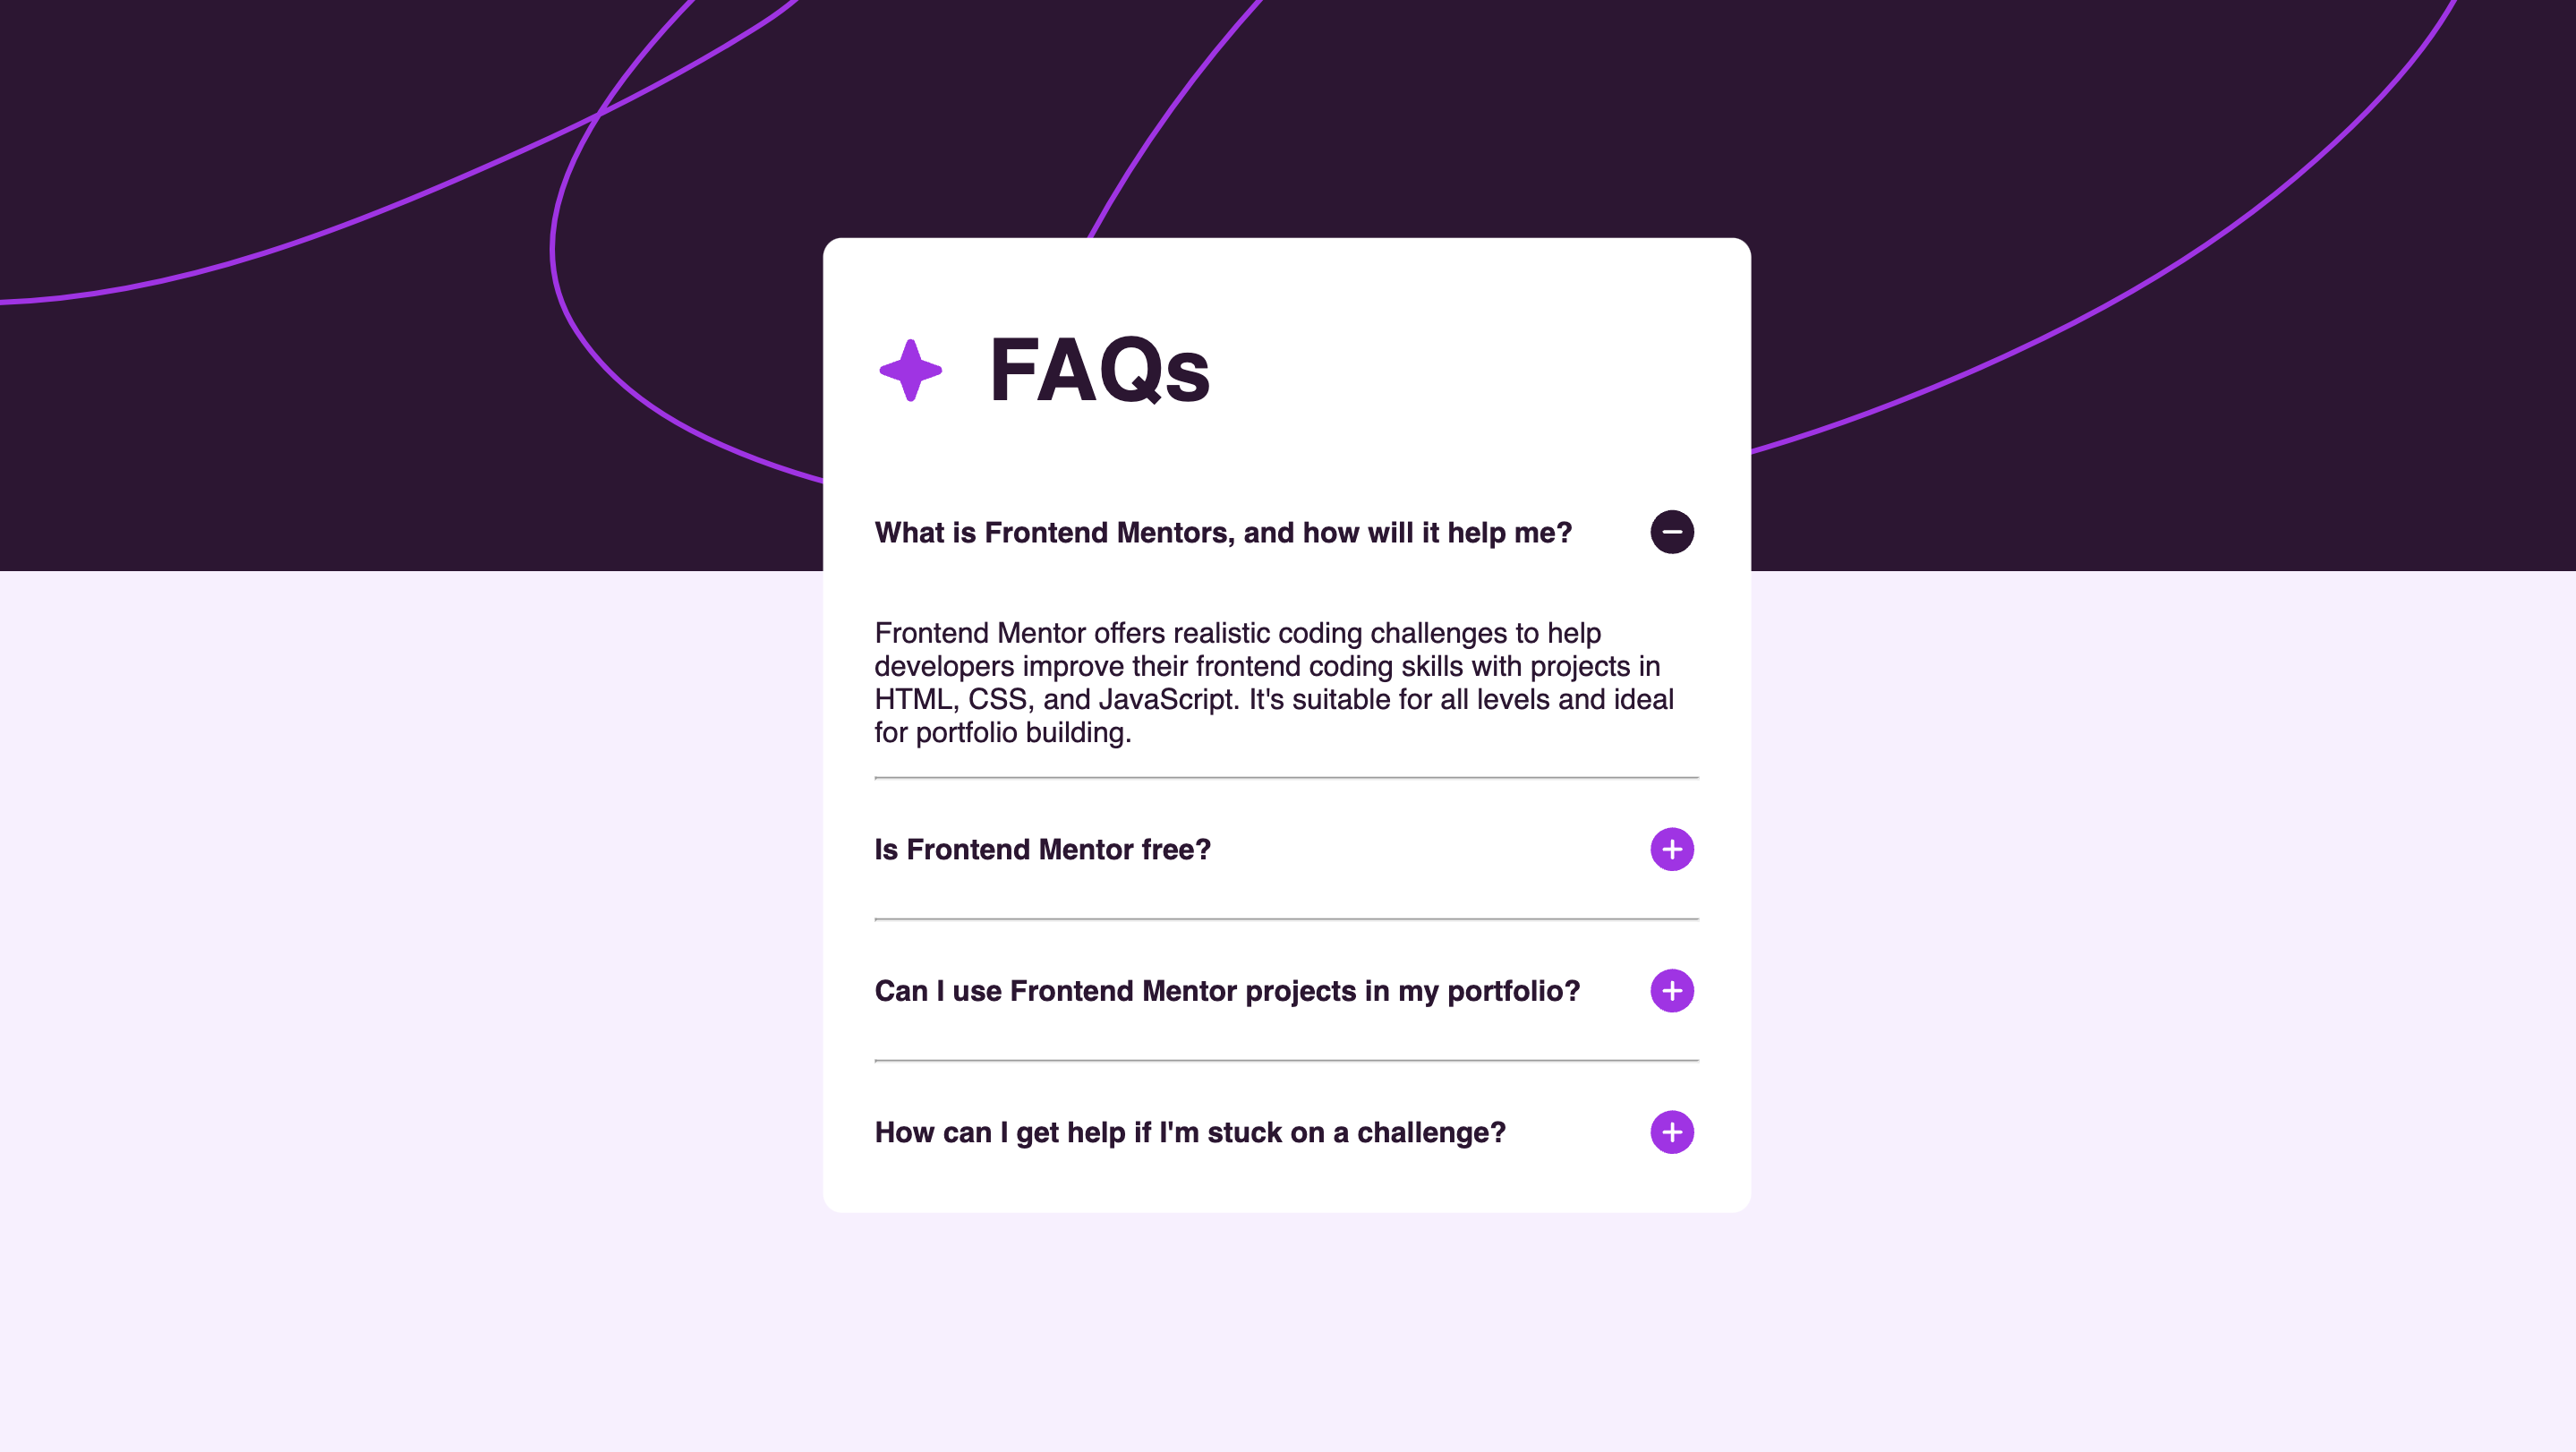 FAQs
What is Frontend Mentors, and how will it help me?
Frontend Mentor offers realistic coding challenges to help
developers improve their frontend coding skills with projects in
HTML, CSS, and JavaScript. It's suitable for all levels and ideal
for portfolio building.
Is Frontend Mentor free?
Can I use Frontend Mentor projects in my portfolio?
How can I get help if I'm stuck on a challenge?